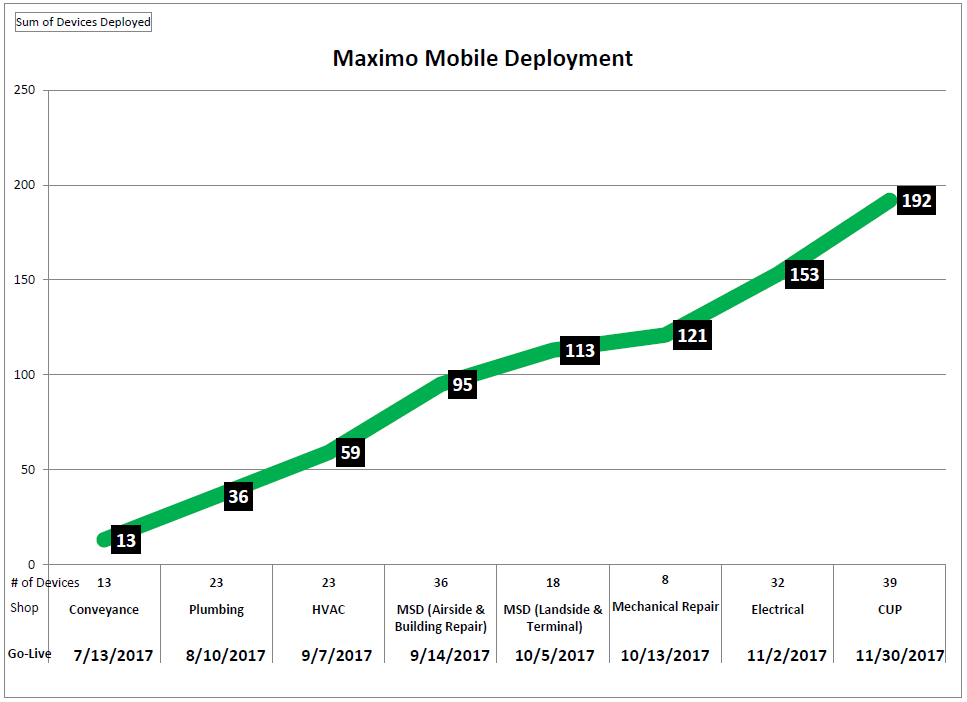 Sum of Devices Deployed
Maximo Mobile Deployment
250
200
192
150
153
121
113
100
95
59
50
36
13
0
# of Devices 13 23 23 36 18 8 32 39
Shop Conveyance Plumbing HVAC MSD (Airside & Building Repair) MSD (Landside & Terminal) Mechanical Repair Electrical CUP
Go-Live 7/13/2017 8/10/2017 9/7/2017 9/14/2017 10/5/2017 10/13/2017 11/2/2017 11/30/2017